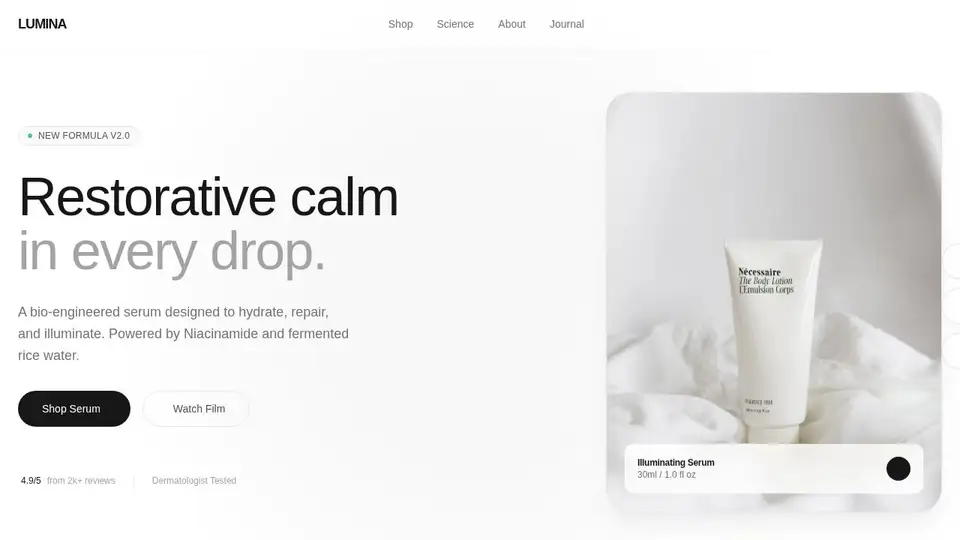 LUMINA
Shop Science About Journal
NEW FORMULA V2.0
Restorative calm
in every drop.
A bio-engineered serum designed to hydrate, repair,
and illuminate. Powered by Niacinamide and fermented
rice water.
Shop Serum
Watch Film
4.9/5 from 2k+ reviews
Dermatologist Tested
Nécessaire
The Body Lotion
L'Emulsion Corps
Illuminating Serum
30ml / 1.0 fl oz